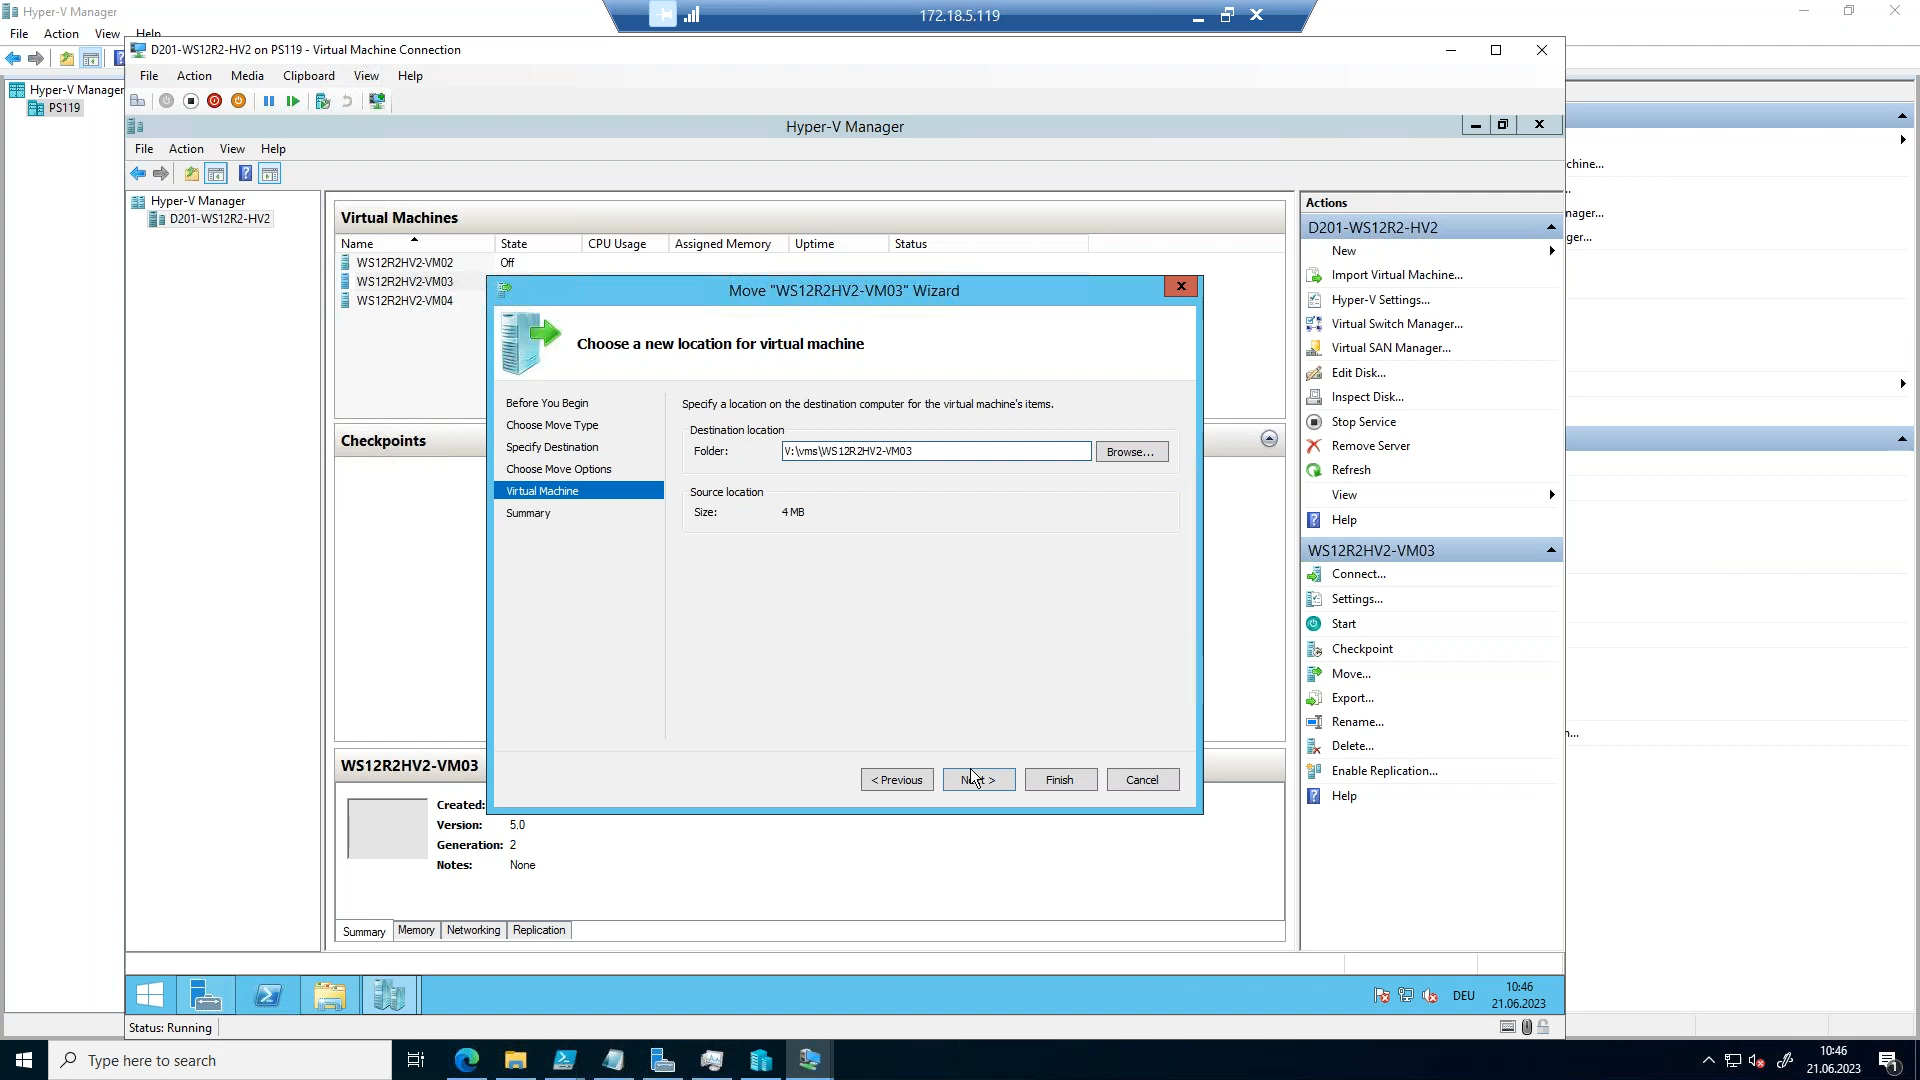 Hyper-V Manager
172.18.5.119
File Action View Help
D201-WS12R2-HV2 on PS119 - Virtual Machine Connection
File Action Media Clipboard View Help
Hyper-V Manager
PS119
Hyper-V Manager
File Action View Help
Hyper-V Manager
D201-WS12R2-HV2
Virtual Machines
Name State CPU Usage Assigned Memory Uptime Status
WS12R2HV2-VM02 Off
WS12R2HV2-VM03
WS12R2HV2-VM04
Checkpoints
Move "WS12R2HV2-VM03" Wizard
Choose a new location for virtual machine
Before You Begin
Choose Move Type
Specify Destination
Choose Move Options
Virtual Machine
Summary
Specify a location on the destination computer for the virtual machine's items.
Destination location
Folder: V:\vms\WS12R2HV2-VM03 Browse...
Source location
Size: 4 MB
< Previous >
Finish
Cancel
WS12R2HV2-VM03
Created:
Version: 5.0
Generation: 2
Notes: None
Summary Memory Networking Replication
Actions
D201-WS12R2-HV2
New
Import Virtual Machine...
Hyper-V Settings...
Virtual Switch Manager...
Virtual SAN Manager...
Edit Disk...
Inspect Disk...
Stop Service
Remove Server
Refresh
View
Help
WS12R2HV2-VM03
Connect...
Settings...
Start
Checkpoint
Move...
Export...
Rename...
Delete...
Enable Replication...
Help
DEU
10:46
21.06.2023
Status: Running
Type here to search
10:46
21.06.2023
1